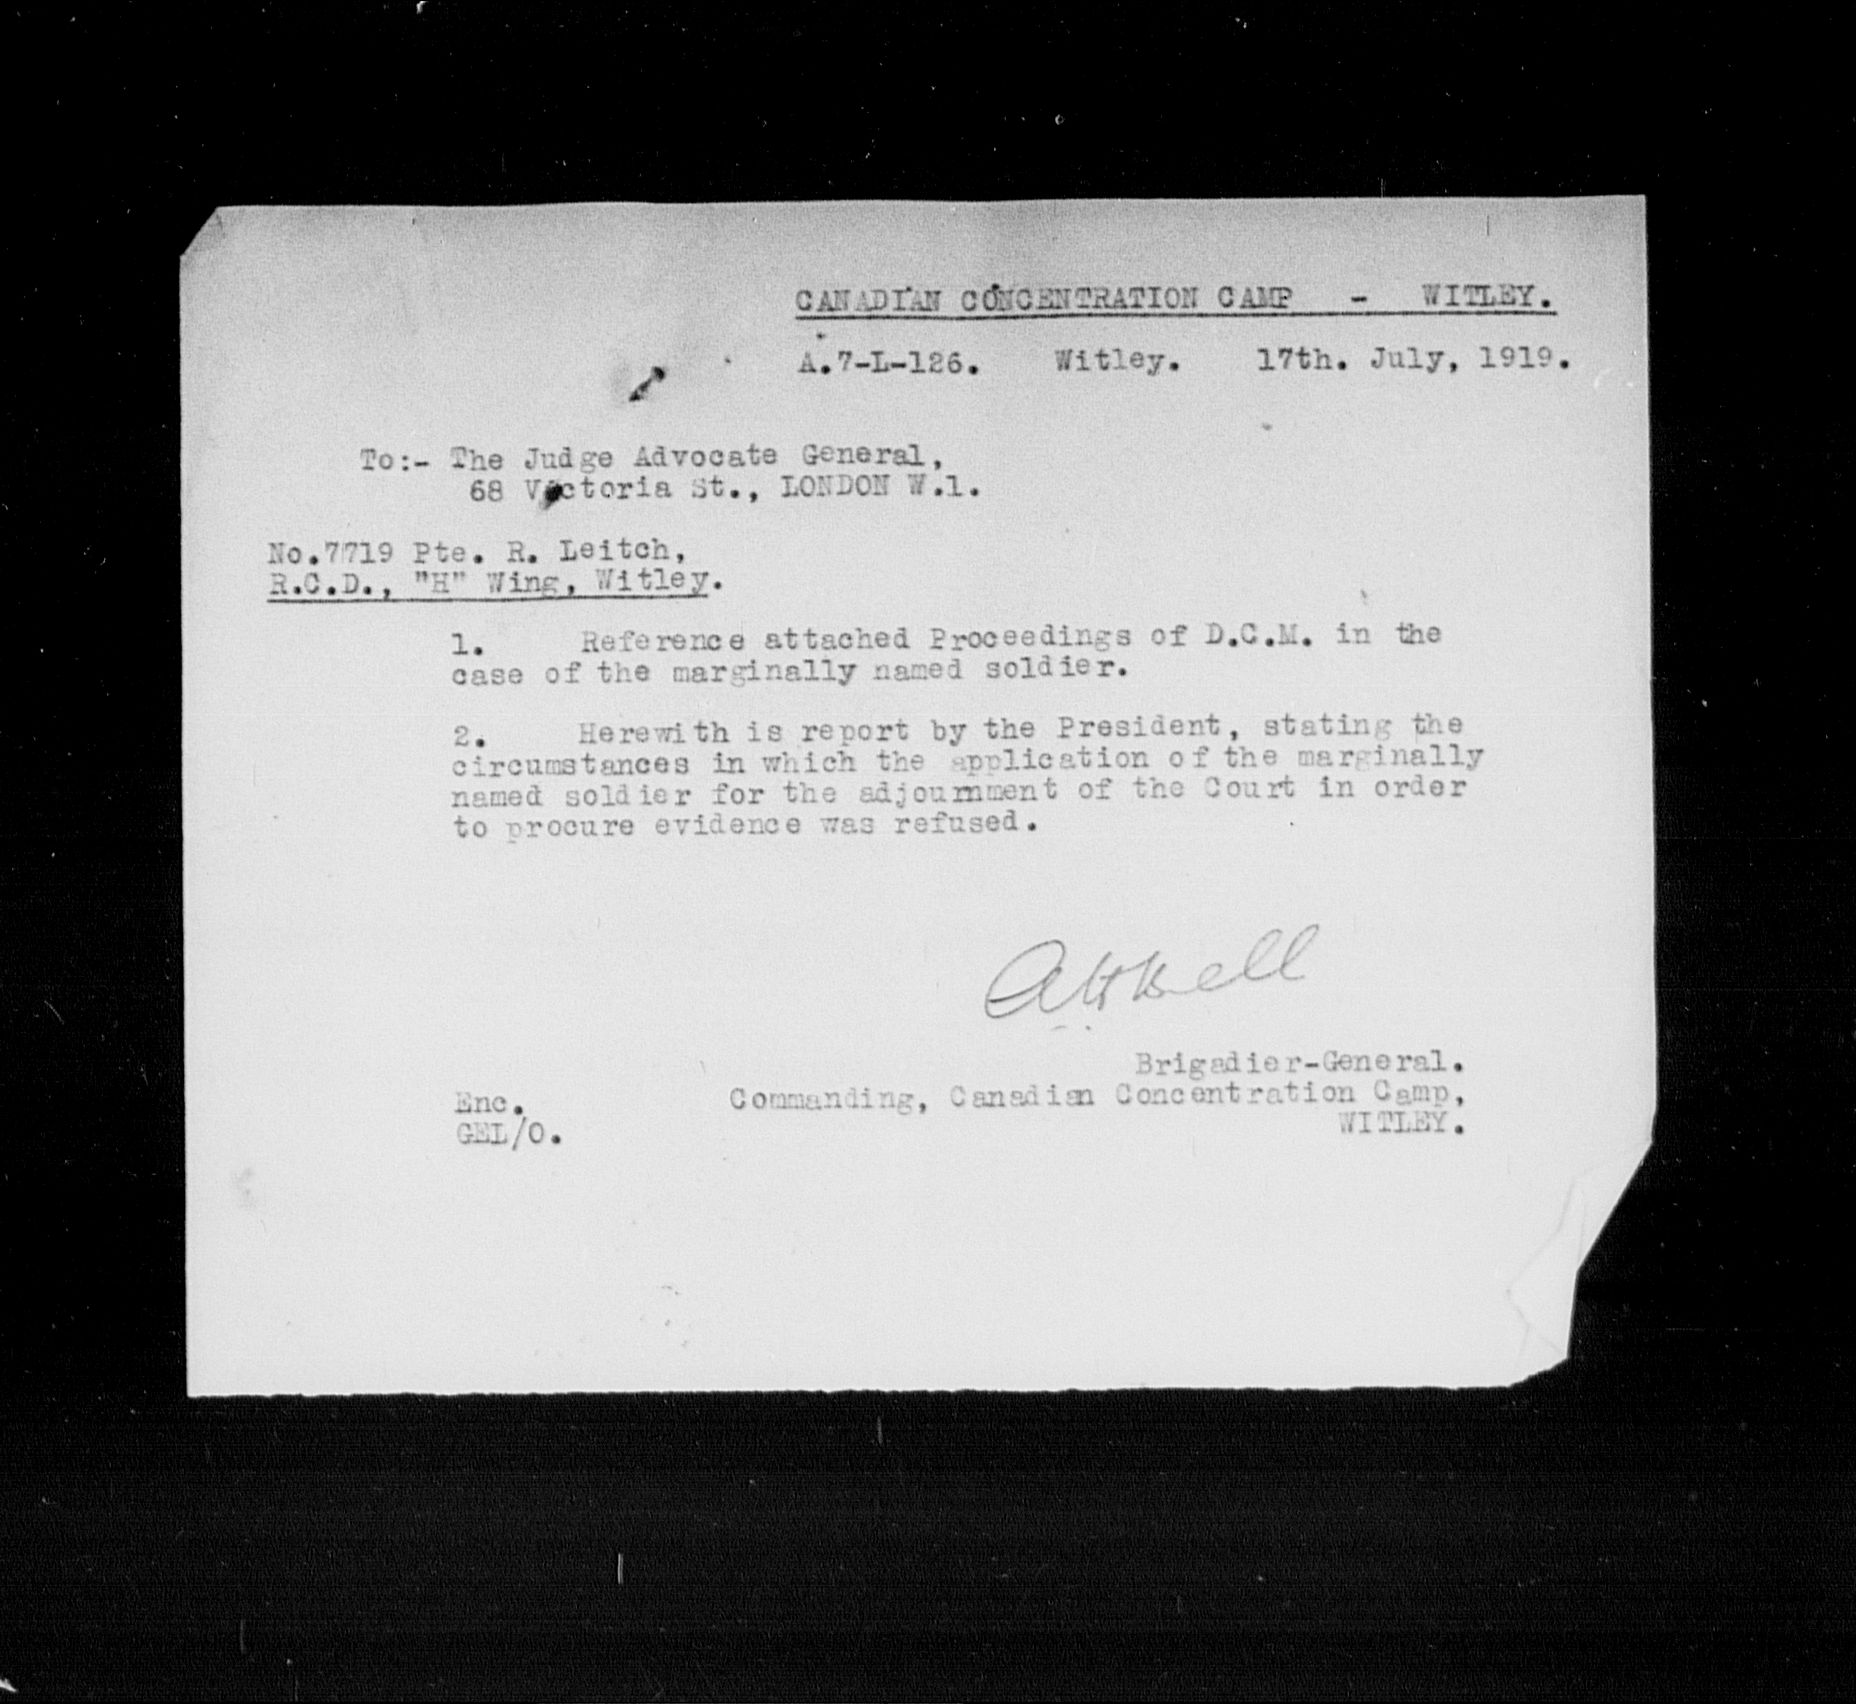 CANADIAN CONCENTRATION CAMP - WITLEY.
A.7-L-126. Witley. 17th. July, 1919.
To:- The Judge Advocate General,
68 Victoria St., LONDON W.1.
No.7719 Pte. R. Leitch,
R.C.D., "H" Wing, Witley.
1. Reference attached Proceedings of D.C.M. in the
case of the marginally named soldier.
2. Herewith is report by the President, stating the
circumstances in which the application of the marginally
named soldier for the adjournment of the Court in order
to procure evidence was refused.
AHBell
Brigadier-General.
Enc. Commanding, Canadian Concentration Camp,
GEL/O. WITLEY.